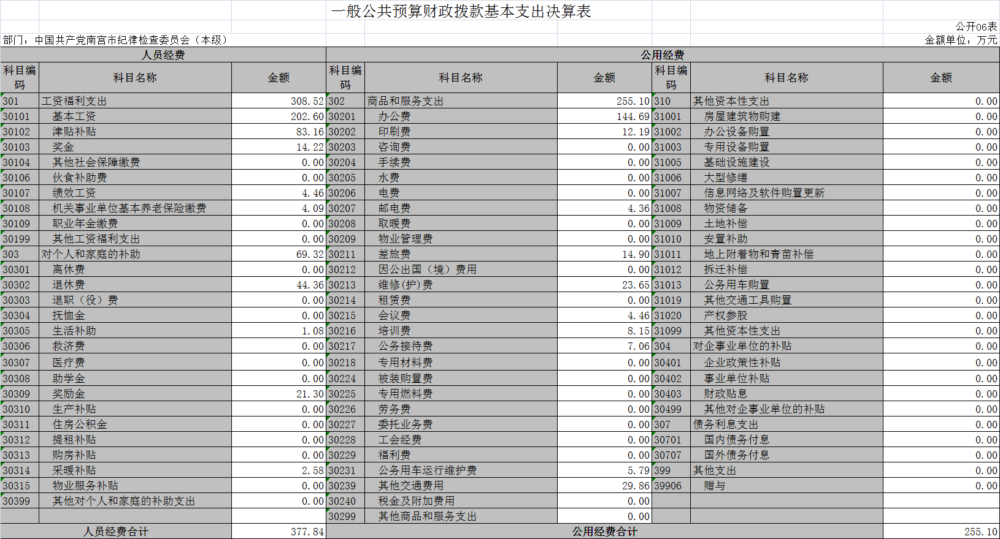 一般公共预算财政拨款基本支出决算表
公开06表
部门：中国共产党南宫市纪律检查委员会（本级） 金额单位：万元
人员经费 公用经费
科目编码 科目名称 金额 科目编码 科目名称 金额 科目编码 科目名称 金额
301 工资福利支出 308.52 302 商品和服务支出 255.10 310 其他资本性支出 0.00
30101 基本工资 202.60 30201 办公费 144.69 31001 房屋建筑物购建 0.00
30102 津贴补贴 83.16 30202 印刷费 12.19 31002 办公设备购置 0.00
30103 奖金 14.22 30203 咨询费 0.00 31003 专用设备购置 0.00
30104 其他社会保障缴费 0.00 30204 手续费 0.00 31005 基础设施建设 0.00
30106 伙食补助费 0.00 30205 水费 0.00 31006 大型修缮 0.00
30107 绩效工资 4.46 30206 电费 0.00 31007 信息网络及软件购置更新 0.00
30108 机关事业单位基本养老保险缴费 4.09 30207 邮电费 4.36 31008 物资储备 0.00
30109 职业年金缴费 0.00 30208 取暖费 0.00 31009 土地补偿 0.00
30199 其他工资福利支出 0.00 30209 物业管理费 0.00 31010 安置补助 0.00
303 对个人和家庭的补助 69.32 30211 差旅费 14.90 31011 地上附着物和青苗补偿 0.00
30301 离休费 0.00 30212 因公出国（境）费用 0.00 31012 拆迁补偿 0.00
30302 退休费 44.36 30213 维修(护)费 23.65 31013 公务用车购置 0.00
30303 退职（役）费 0.00 30214 租赁费 0.00 31019 其他交通工具购置 0.00
30304 抚恤金 0.00 30215 会议费 4.46 31020 产权参股 0.00
30305 生活补助 1.08 30216 培训费 8.15 31099 其他资本性支出 0.00
30306 救济费 0.00 30217 公务接待费 7.06 304 对企事业单位的补贴 0.00
30307 医疗费 0.00 30218 专用材料费 0.00 30401 企业政策性补贴 0.00
30308 助学金 0.00 30224 被装购置费 0.00 30402 事业单位补贴 0.00
30309 奖励金 21.30 30225 专用燃料费 0.00 30403 财政贴息 0.00
30310 生产补贴 0.00 30226 劳务费 0.00 30499 其他对企事业单位的补贴 0.00
30311 住房公积金 0.00 30227 委托业务费 0.00 307 债务利息支出 0.00
30312 提租补贴 0.00 30228 工会经费 0.00 30701 国内债务付息 0.00
30313 购房补贴 0.00 30229 福利费 0.00 30707 国外债务付息 0.00
30314 采暖补贴 2.58 30231 公务用车运行维护费 5.79 399 其他支出 0.00
30315 物业服务补贴 0.00 30239 其他交通费用 29.86 39906 赠与 0.00
30399 其他对个人和家庭的补助支出 0.00 30240 税金及附加费用 0.00
30299 其他商品和服务支出 0.00
人员经费合计 377.84 公用经费合计 255.10